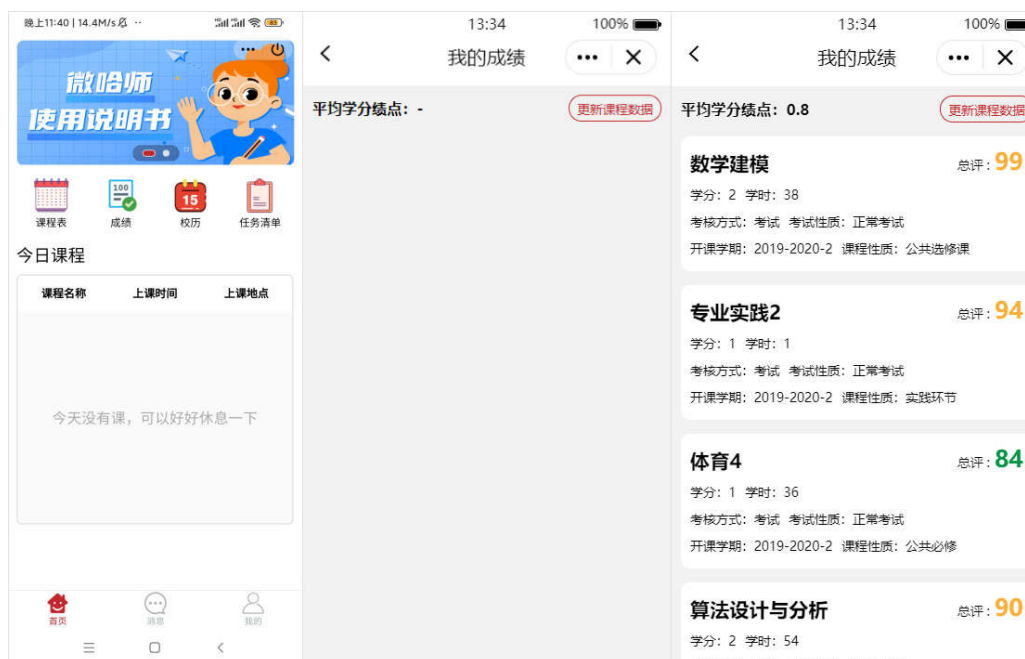 晚上11:40 | 14.4M/s
63
微哈师
使用说明书
100
15
课程表
成绩
校历
任务清单
今日课程
课程名称
上课时间
上课地点
今天没有课，可以好好休息一下
首页
消息
我的
13:34
100%
我的成绩
平均学分绩点：-
更新课程数据
13:34
100%
我的成绩
平均学分绩点：0.8
更新课程数据
数学建模
总评：99
学分：2 学时：38
考核方式：考试 考试性质：正常考试
开课学期：2019-2020-2 课程性质：公共选修课
专业实践2
总评：94
学分：1 学时：1
考核方式：考试 考试性质：正常考试
开课学期：2019-2020-2 课程性质：实践环节
体育4
总评：84
学分：1 学时：36
考核方式：考试 考试性质：正常考试
开课学期：2019-2020-2 课程性质：公共必修
算法设计与分析
总评：90
学分：2 学时：54